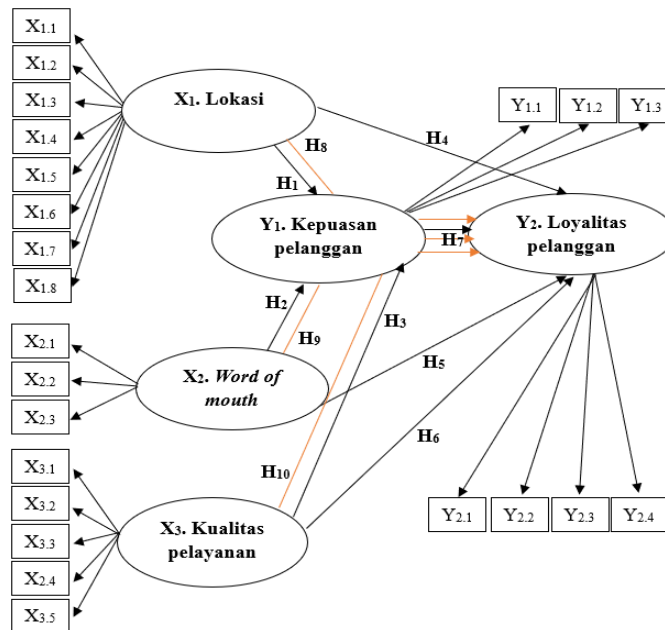 X1.1
X1.2
X1.3
X1.4
X1.5
X1.6
X1.7
X1.8
X1. Lokasi
Y1.1
Y1.2
Y1.3
H4
H8
H1
Y1. Kepuasan
pelanggan
H7
Y2. Loyalitas
pelanggan
H2
H9
H3
X2.1
X2.2
X2.3
X2. Word of
mouth
H5
H6
H10
X3.1
X3.2
X3.3
X2.4
X3.5
X3. Kualitas
pelayanan
Y2.1
Y2.2
Y2.3
Y2.4